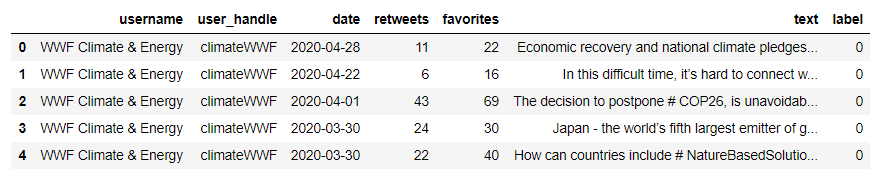 username user_handle date retweets favorites text label
0 WWF Climate & Energy climateWWF 2020-04-28 11 22 Economic recovery and national climate pledges... 0
1 WWF Climate & Energy climateWWF 2020-04-22 6 16 In this difficult time, it's hard to connect w... 0
2 WWF Climate & Energy climateWWF 2020-04-01 43 69 The decision to postpone # COP26, is unavoidab... 0
3 WWF Climate & Energy climateWWF 2020-03-30 24 30 Japan - the world's fifth largest emitter of g... 0
4 WWF Climate & Energy climateWWF 2020-03-30 22 40 How can countries include # NatureBasedSolutio... 0